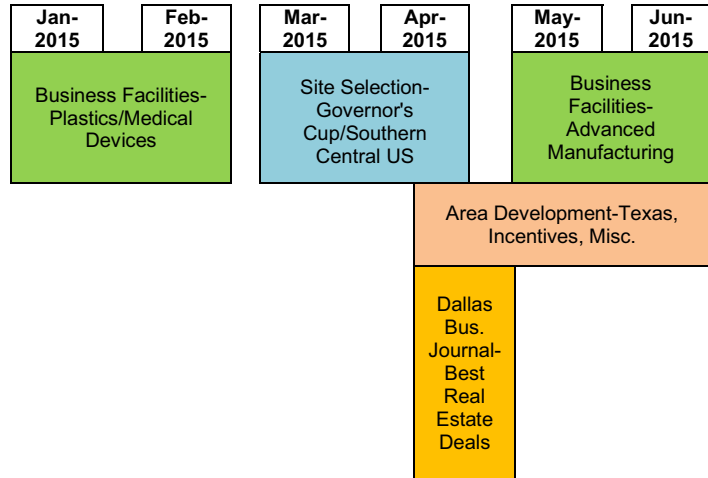 Jan-
2015
Feb-
2015
Mar-
2015
Apr-
2015
May-
2015
Jun-
2015
Business Facilities-
Plastics/Medical
Devices
Site Selection-
Governor's
Cup/Southern
Central US
Business
Facilities-
Advanced
Manufacturing
Area Development-Texas,
Incentives, Misc.
Dallas
Bus.
Journal-
Best
Real
Estate
Deals